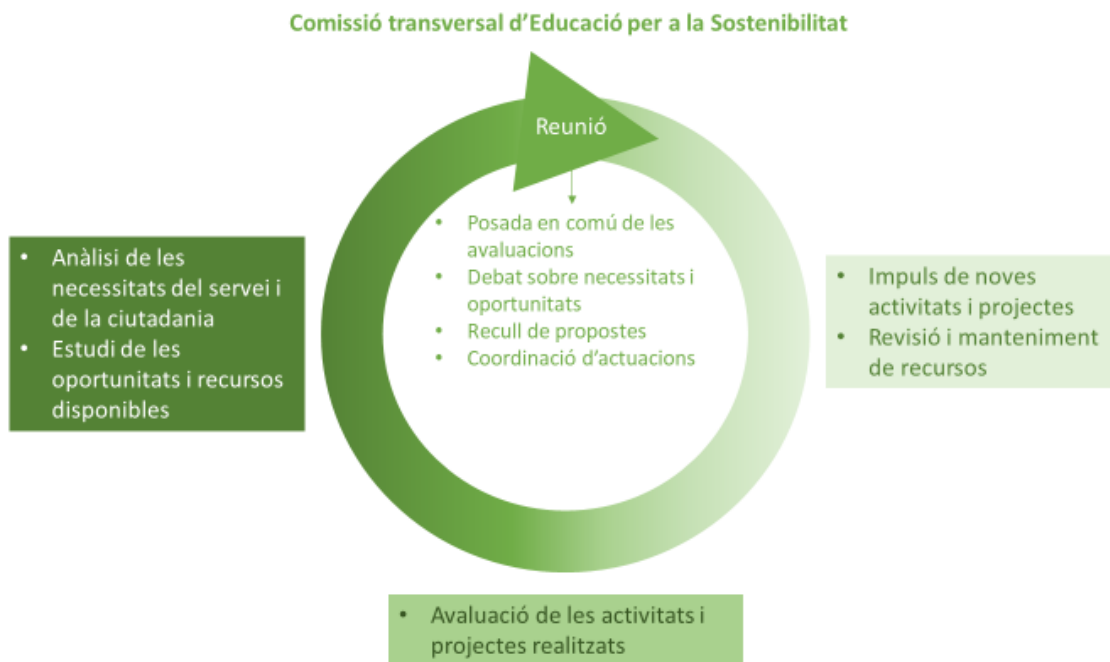 Comissió transversal d'Educació per a la Sostenibilitat
Reunió
• Posada en comú de les
avaluacions
• Debat sobre necessitats i
oportunitats
• Recull de propostes
• Coordinació d'actuacions
• Anàlisi de les
necessitats del servei i
de la ciutadania
• Estudi de les
oportunitats i recursos
disponibles
• Impuls de noves
activitats i projectes
• Revisió i manteniment
de recursos
• Avaluació de les activitats i
projectes realitzats